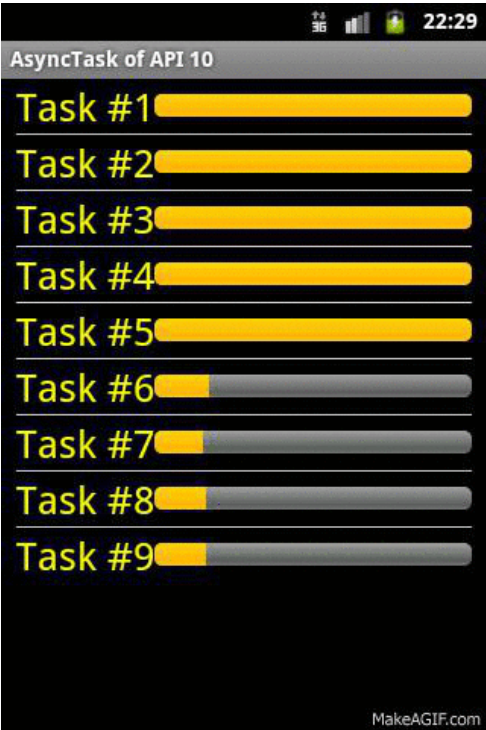 3G 22:29
AsyncTask of API 10
Task #1
Task #2
Task #3
Task #4
Task #5
Task #6
Task #7
Task #8
Task #9
MakeAGIF.com